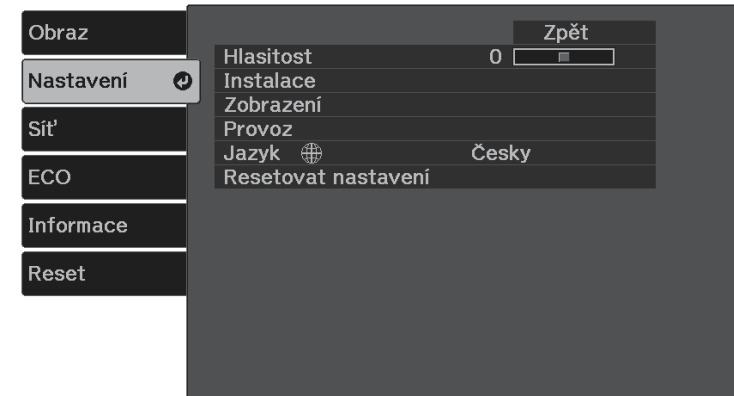 Obraz
Nastavení
Síť
ECO
Informace
Reset
Zpět
Hlasitost 0
Instalace
Zobrazení
Provoz
Jazyk Česky
Resetovat nastavení